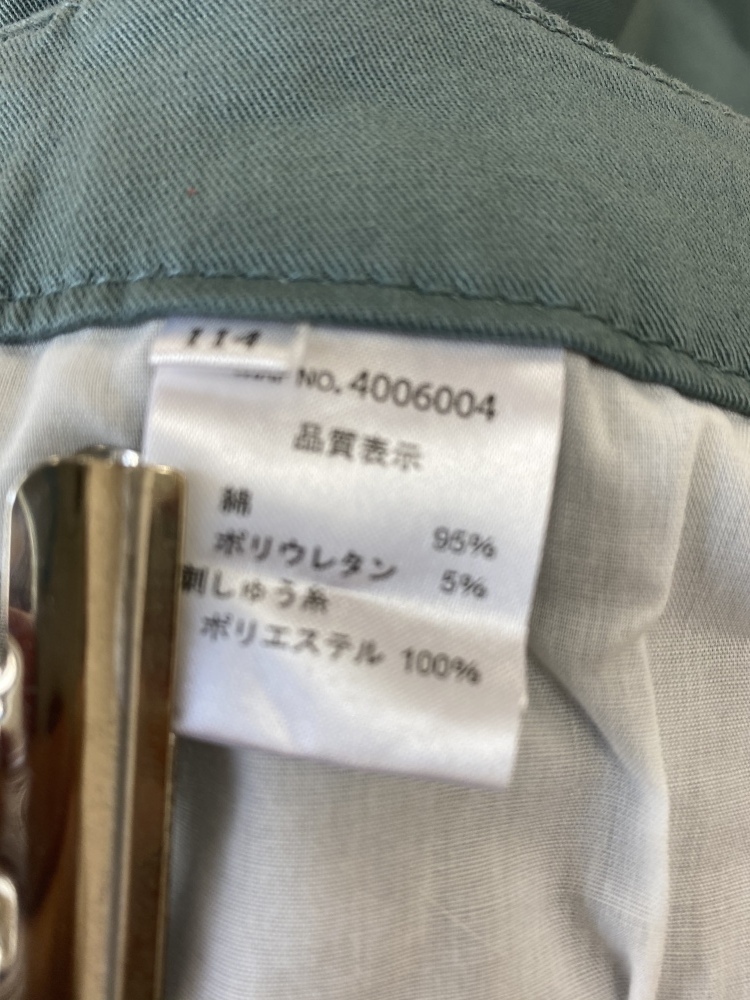 114
NO. 4006004
品質表示
綿 95%
ポリウレタン 5%
刺しゅう糸
ポリエステル 100%